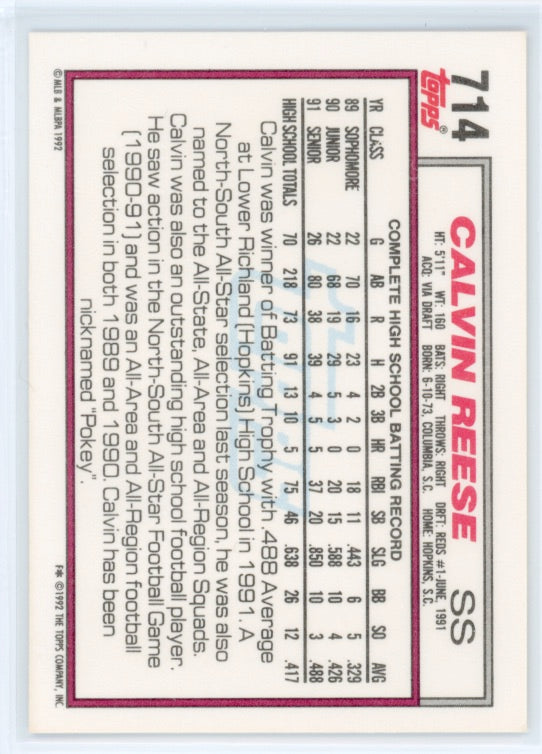 714
topps®
CALVIN REESE SS
HT: 5'11" WT: 160 BATS: RIGHT THROWS: RIGHT DRFT: REDS #1-JUNE, 1991
ACQ: VIA DRAFT BORN: 6-10-73, COLUMBIA, S.C. HOME: HOPKINS, S.C.
COMPLETE HIGH SCHOOL BATTING RECORD
YR CLASS G AB R H 2B 3B HR RBI SB SLG BB SO AVG
89 SOPHOMORE 22 70 16 23 4 2 0 18 11 .443 6 5 .329
90 JUNIOR 22 68 19 29 5 3 0 20 15 .588 10 4 .426
91 SENIOR 26 80 38 39 4 5 5 37 20 .850 10 3 .488
HIGH SCHOOL TOTALS 70 218 73 91 13 10 5 75 46 .638 26 12 .417
Calvin was winner of Batting Trophy with .488 Average
at Lower Richland (Hopkins) High School in 1991. A
North-South All-Star selection last season, he was also
named to the All-State, All-Area and All-Region Squads.
Calvin was also an outstanding high school football player.
He saw action in the North-South All-Star Football Game
(1990-91) and was an All-Area and All-Region football
selection in both 1989 and 1990. Calvin has been
nicknamed "Pokey".
©MLB & MLBPA 1992
F* ©1992 THE TOPPS COMPANY, INC.